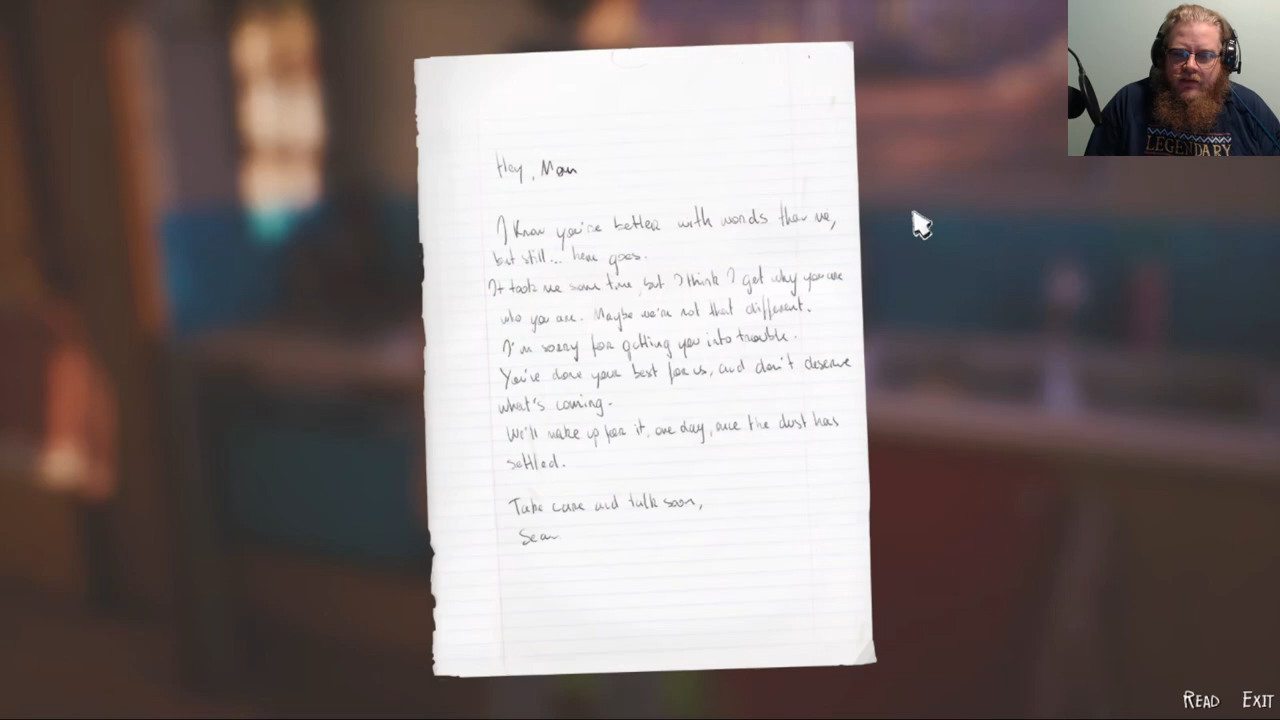 LEGENDARY
Hey, Mom
I know you're better with words than me,
but still... here goes.
It took me some time, but I think I get why you are
who you are. Maybe we're not that different.
I'm sorry for getting you into trouble.
You've done your best for us, and don't deserve
what's coming.
We'll make up for it, one day, once the dust has
settled.
Take care and talk soon,
Sean
READ EXIT